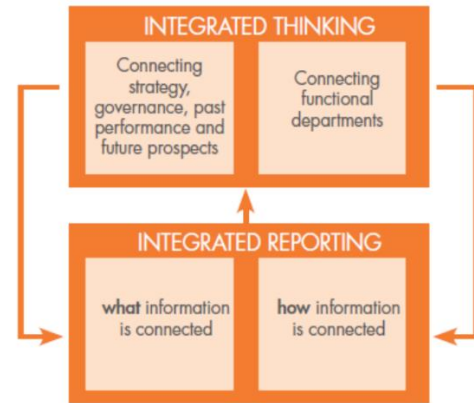 INTEGRATED THINKING
Connecting
strategy,
governance, past
performance and
future prospects
Connecting
functional
departments
INTEGRATED REPORTING
what information
is connected
how information
is connected